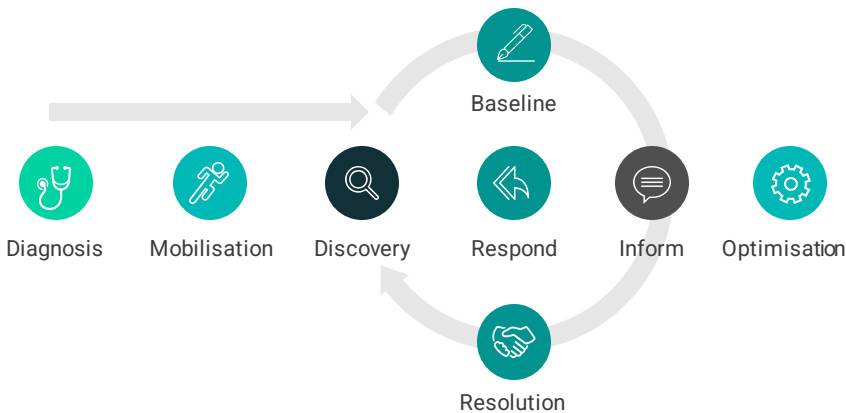 Baseline
Diagnosis
Mobilisation
Discovery
Respond
Inform
Optimisation
Resolution